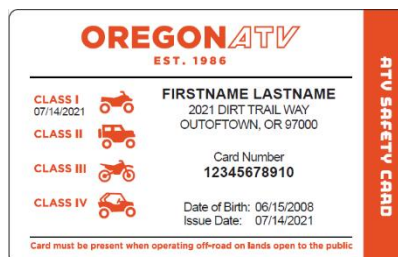 OREGON ATV
EST. 1986
CLASS I
07/14/2021
CLASS II
CLASS III
CLASS IV
FIRSTNAME LASTNAME
2021 DIRT TRAIL WAY
OUTOFTOWN, OR 97000
Card Number
12345678910
Date of Birth: 06/15/2008
Issue Date: 07/14/2021
Card must be present when operating off-road on lands open to the public
ATV SAFETY CARD